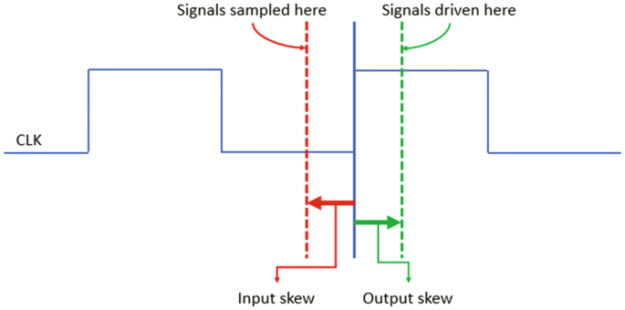 Signals sampled here
Signals driven here
CLK
Input skew
Output skew